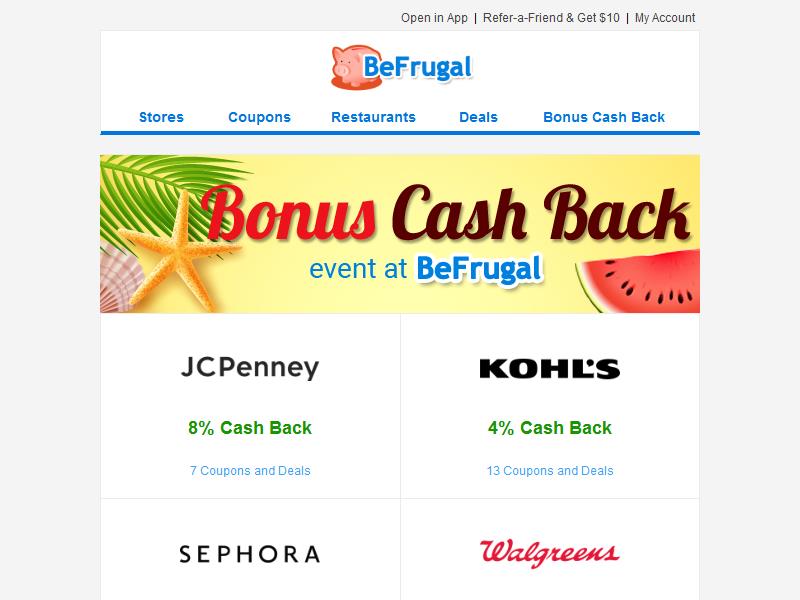 Open in App | Refer-a-Friend & Get $10 | My Account
BeFrugal
Stores Coupons Restaurants Deals Bonus Cash Back
Bonus Cash Back
event at BeFrugal
JCPenney KOHL'S
8% Cash Back 4% Cash Back
7 Coupons and Deals 13 Coupons and Deals
SEPHORA Walgreens